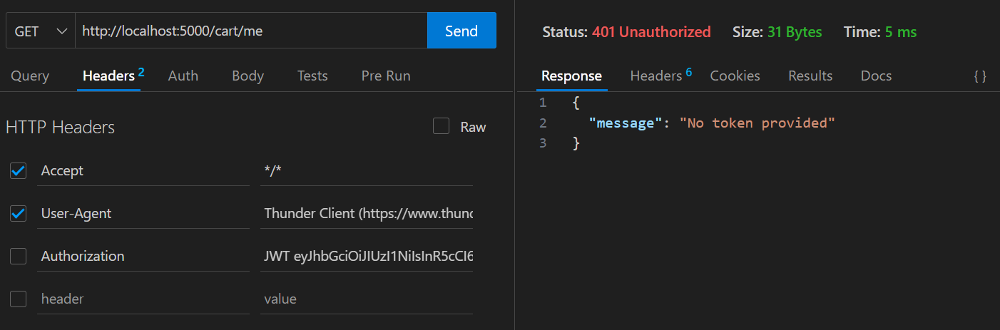 GET http://localhost:5000/cart/me Send
Query Headers 2 Auth Body Tests Pre Run
HTTP Headers Raw
Accept */*
User-Agent Thunder Client (https://www.thund
Authorization JWT eyJhbGciOiJIUzI1NiIsInR5cCI6
header value
Status: 401 Unauthorized Size: 31 Bytes Time: 5 ms
Response Headers 6 Cookies Results Docs { }
1 {
2 "message": "No token provided"
3 }